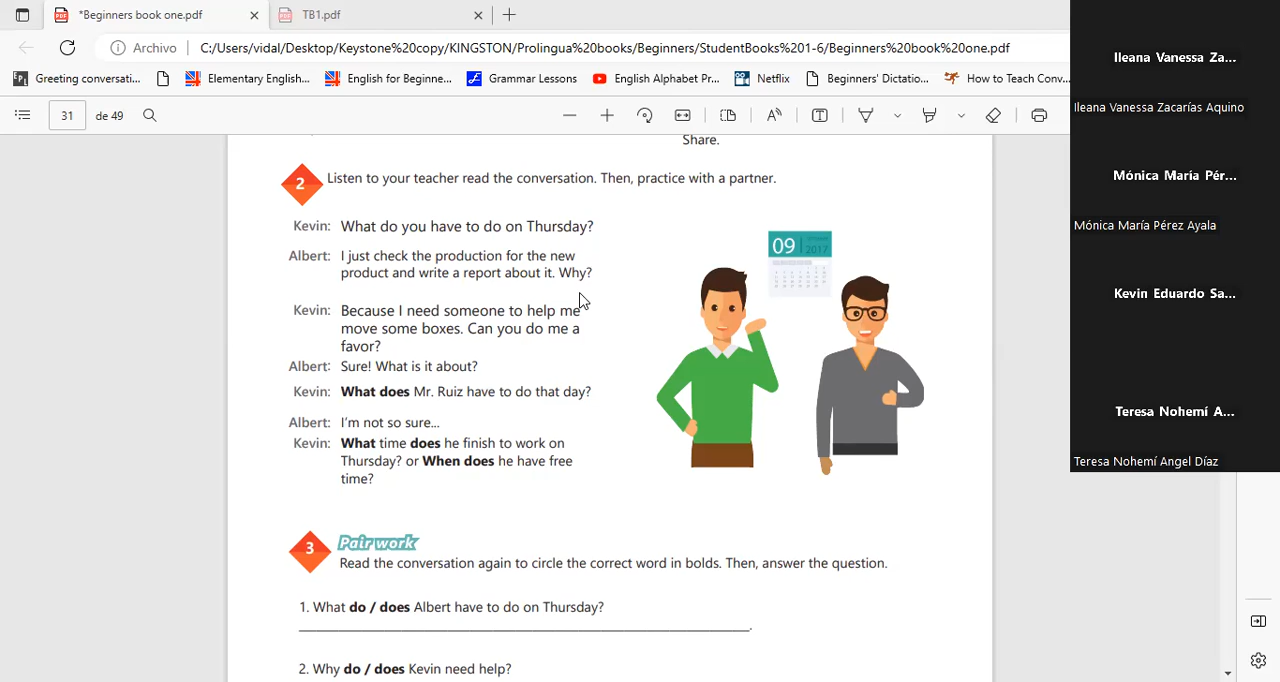 *Beginners book one.pdf
TB1.pdf
Archivo
C:/Users/vidal/Desktop/Keystone%20copy/KINGSTON/Prolingua%20books/Beginners/StudentBooks%201-6/Beginners%20book%20one.pdf
Greeting conversati...
Elementary English...
English for Beginne...
Grammar Lessons
English Alphabet Pr...
Netflix
Beginners' Dictatio...
How to Teach Conv...
31
de 49
Share.
2
Listen to your teacher read the conversation. Then, practice with a partner.
Kevin: What do you have to do on Thursday?
Albert: I just check the production for the new
product and write a report about it. Why?
Kevin: Because I need someone to help me
move some boxes. Can you do me a
favor?
Albert: Sure! What is it about?
Kevin: What does Mr. Ruiz have to do that day?
Albert: I'm not so sure...
Kevin: What time does he finish to work on
Thursday? or When does he have free
time?
09
2017
3
Pair work
Read the conversation again to circle the correct word in bolds. Then, answer the question.
1. What do / does Albert have to do on Thursday?
2. Why do / does Kevin need help?
Ileana Vanessa Za...
Ileana Vanessa Zacarías Aquino
Mónica María Pér...
Mónica María Pérez Ayala
Kevin Eduardo Sa...
Teresa Nohemí A...
Teresa Nohemí Angel Díaz